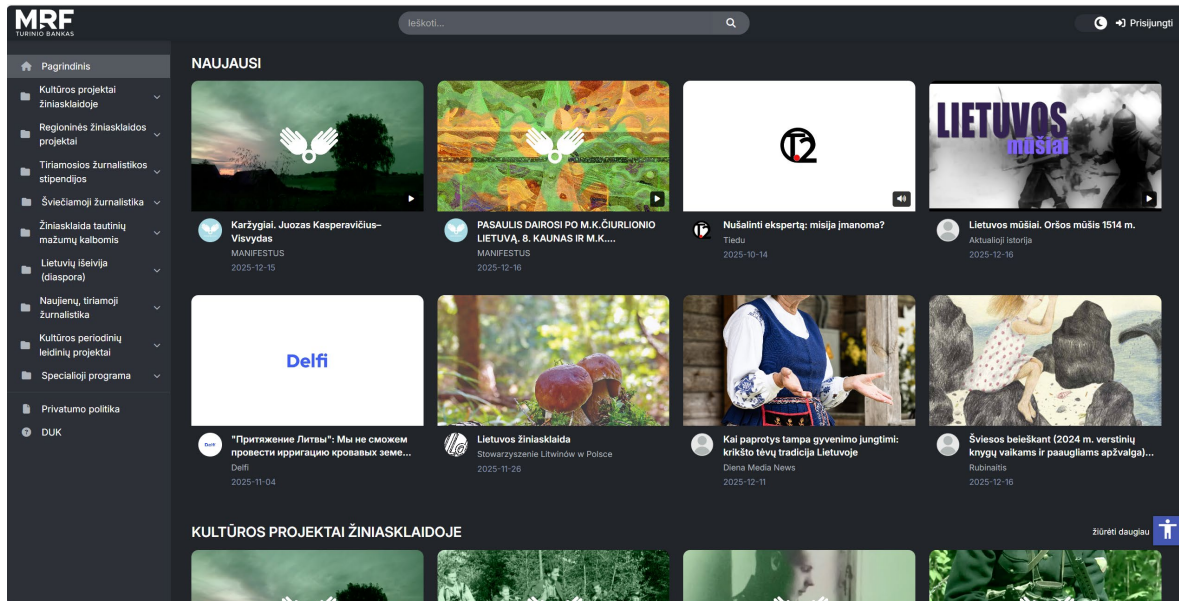 MRF
TURINIO BANKAS
Ieškoti...
Prisijungti
Pagrindinis
Kultūros projektai
žiniasklaidoje
Regioninės žiniasklaidos
projektai
Tiriamosios žurnalistikos
stipendijos
Šviečiamoji žurnalistika
Žiniasklaida tautinių
mažumų kalbomis
Lietuvių išeivija
(diaspora)
Naujienų, tiriamoji
žurnalistika
Kultūros periodinių
leidinių projektai
Specialioji programa
Privatumo politika
DUK
NAUJAUSI
T.2
LIETUVOS
mūšiai
Karžygiai. Juozas Kasperavičius–
Visvydas
MANIFESTUS
2025-12-15
PASAULIS DAIROSI PO M.K.ČIURLIONIO
LIETUVĄ. 8. KAUNAS IR M.K....
MANIFESTUS
2025-12-16
T.2
Nušalinti ekspertą: misija įmanoma?
Tiedu
2025-10-14
Lietuvos mūšiai. Oršos mūšis 1514 m.
Aktualioji istorija
2025-12-16
Delfi
Delfi
"Притяжение Литвы": Мы не сможем
провести ирригацию кровавых земе...
Delfi
2025-11-04
Lietuvos žiniasklaida
Stowarzyszenie Litwinów w Polsce
2025-11-26
Kai paprotys tampa gyvenimo jungtimi:
krikšto tėvų tradicija Lietuvoje
Diena Media News
2025-12-11
Šviesos beieškant (2024 m. verstinių
knygų vaikams ir paaugliams apžvalga)...
Rubinaitis
2025-12-16
KULTŪROS PROJEKTAI ŽINIASKLAIDOJE
žiūrėti daugiau